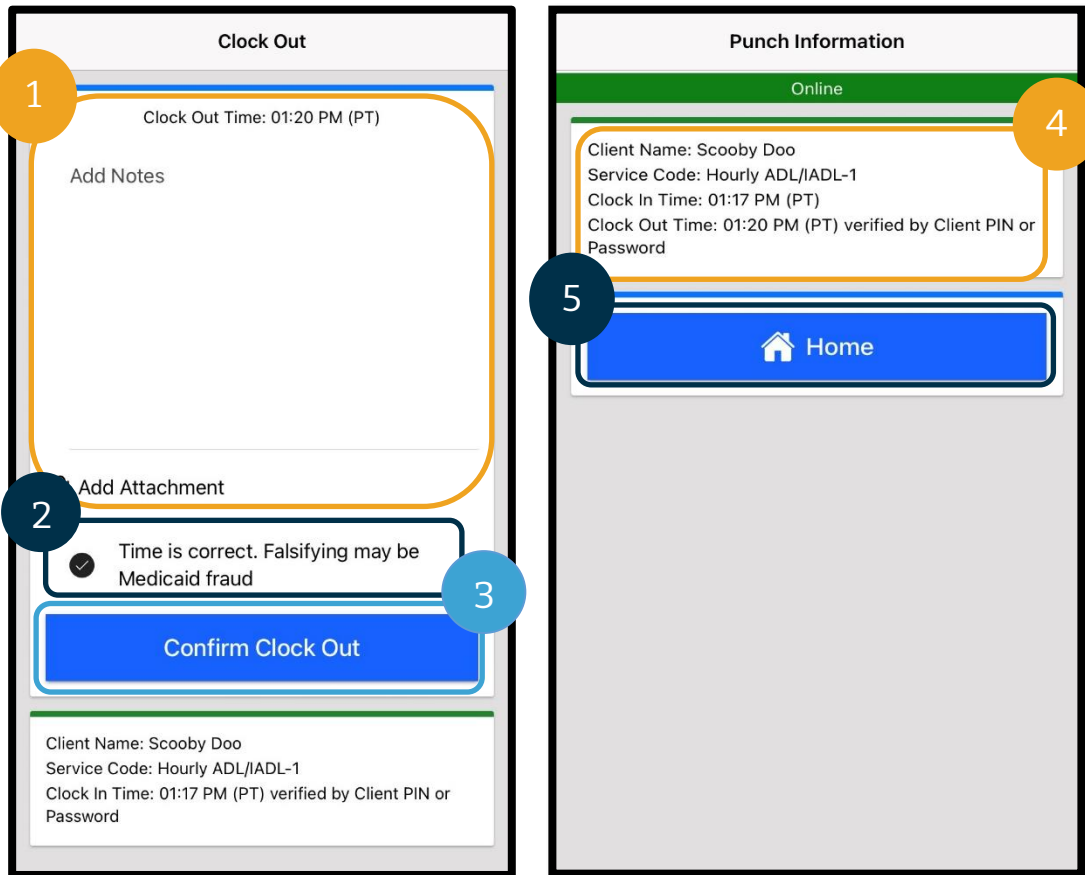 Clock Out
1
Clock Out Time: 01:20 PM (PT)
Add Notes
Add Attachment
2
Time is correct. Falsifying may be
Medicaid fraud
3
Confirm Clock Out
Client Name: Scooby Doo
Service Code: Hourly ADL/IADL-1
Clock In Time: 01:17 PM (PT) verified by Client PIN or
Password
Punch Information
Online
4
Client Name: Scooby Doo
Service Code: Hourly ADL/IADL-1
Clock In Time: 01:17 PM (PT)
Clock Out Time: 01:20 PM (PT) verified by Client PIN or
Password
5
Home